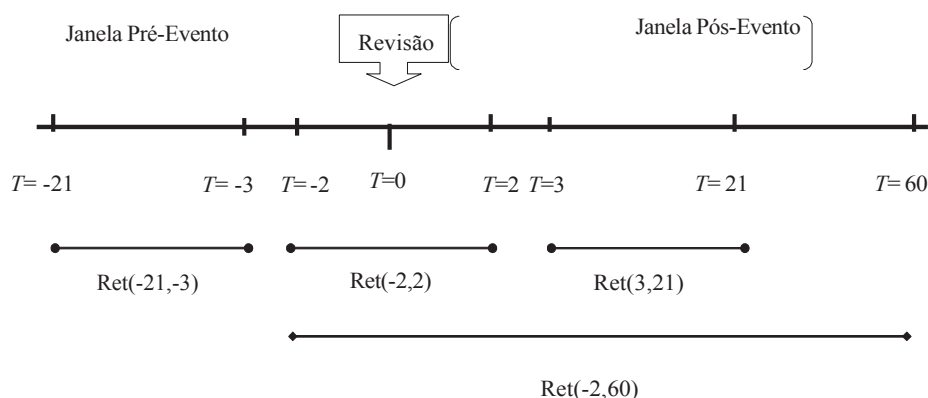 Janela Pré-Evento
Revisão
Janela Pós-Evento
T= -21
T= -3
T= -2
T=0
T=2
T=3
T= 21
T= 60
Ret(-21,-3)
Ret(-2,2)
Ret(3,21)
Ret(-2,60)